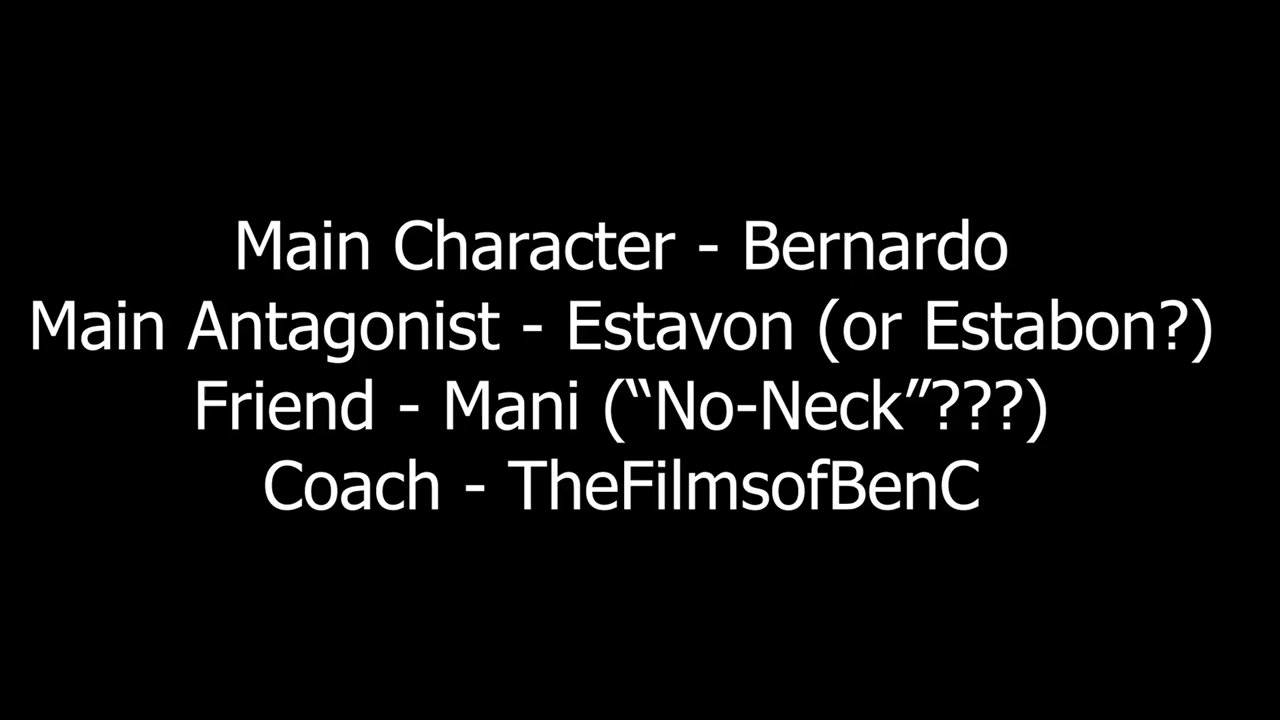 Main Character - Bernardo
Main Antagonist - Estavon (or Estabon?)
Friend - Mani (“No-Neck”???)
Coach - TheFilmsofBenC